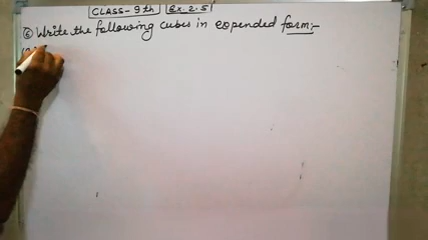 CLASS-9th Ex.2.5
⑥ Write the following cubes in expended form:-